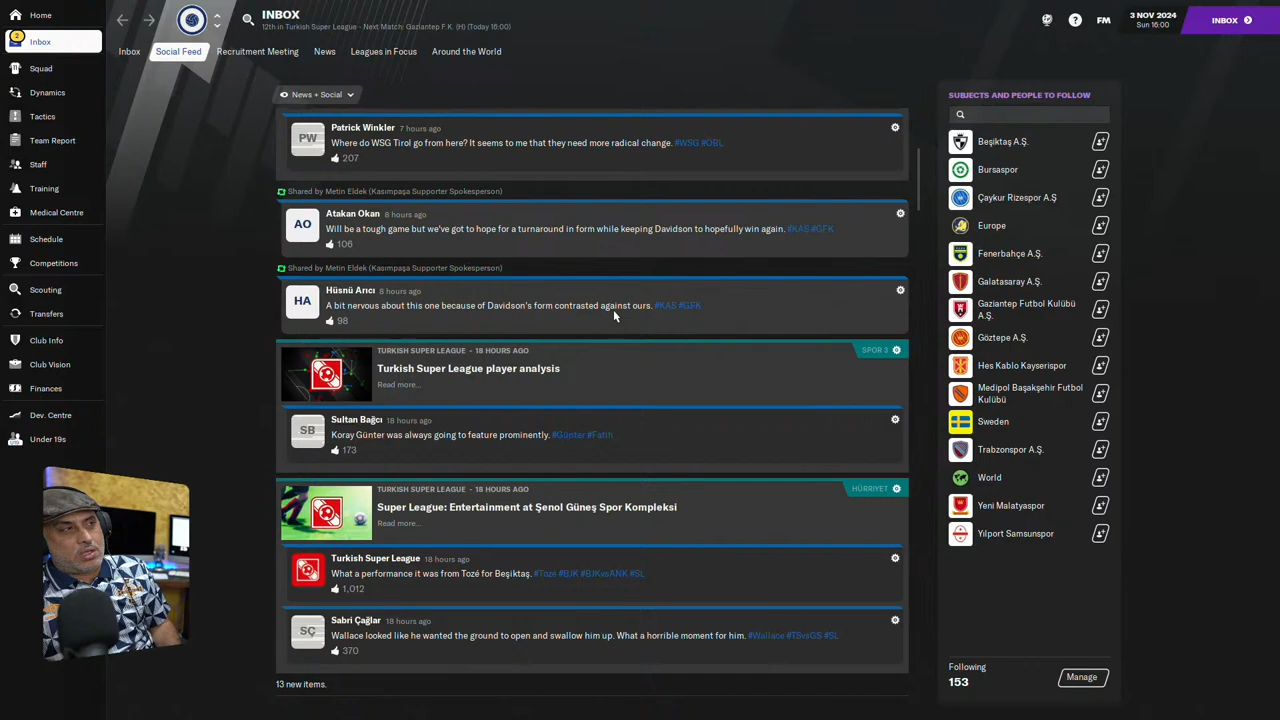 Home
2
Inbox
Squad
Dynamics
Tactics
Team Report
Staff
Training
Medical Centre
Schedule
Competitions
Scouting
Transfers
Club Info
Club Vision
Finances
Dev. Centre
Under 19s
INBOX
12th in Turkish Super League - Next Match: Gaziantep F.K. (H) (Today 16:00)
?
FM
3 NOV 2024
Sun 16:00
INBOX
Inbox
Social Feed
Recruitment Meeting
News
Leagues in Focus
Around the World
News + Social
PW
Patrick Winkler 7 hours ago
Where do WSG Tirol go from here? It seems to me that they need more radical change. #WSG #ÖBL
207
Shared by Metin Eldek (Kasımpaşa Supporter Spokesperson)
AO
Atakan Okan 8 hours ago
Will be a tough game but we've got to hope for a turnaround in form while keeping Davidson to hopefully win again. #KAS #GFK
106
Shared by Metin Eldek (Kasımpaşa Supporter Spokesperson)
HA
Hüsnü Arıcı 8 hours ago
A bit nervous about this one because of Davidson's form contrasted against ours. #KAS #GFK
98
TURKISH SUPER LEAGUE - 18 HOURS AGO
SPOR 3
Turkish Super League player analysis
Read more...
SB
Sultan Bağcı 18 hours ago
Koray Günter was always going to feature prominently. #Günter #Fatih
173
TURKISH SUPER LEAGUE - 18 HOURS AGO
HÜRRIYET
Super League: Entertainment at Şenol Güneş Spor Kompleksi
Read more...
Turkish Super League 18 hours ago
What a performance it was from Tozé for Beşiktaş. #Tozé #BJK #BJKvsANK #SL
1,012
SÇ
Sabri Çağlar 18 hours ago
Wallace looked like he wanted the ground to open and swallow him up. What a horrible moment for him. #Wallace #TSvsGS #SL
370
13 new items.
SUBJECTS AND PEOPLE TO FOLLOW
Beşiktaş A.Ş.
Bursaspor
Çaykur Rizespor A.Ş
Europe
Fenerbahçe A.Ş.
Galatasaray A.Ş.
Gaziantep Futbol Kulübü
A.Ş.
Göztepe A.Ş.
Hes Kablo Kayserispor
Medipol Başakşehir Futbol
Kulübü
Sweden
Trabzonspor A.Ş.
World
Yeni Malatyaspor
Yılport Samsunspor
Following
153
Manage